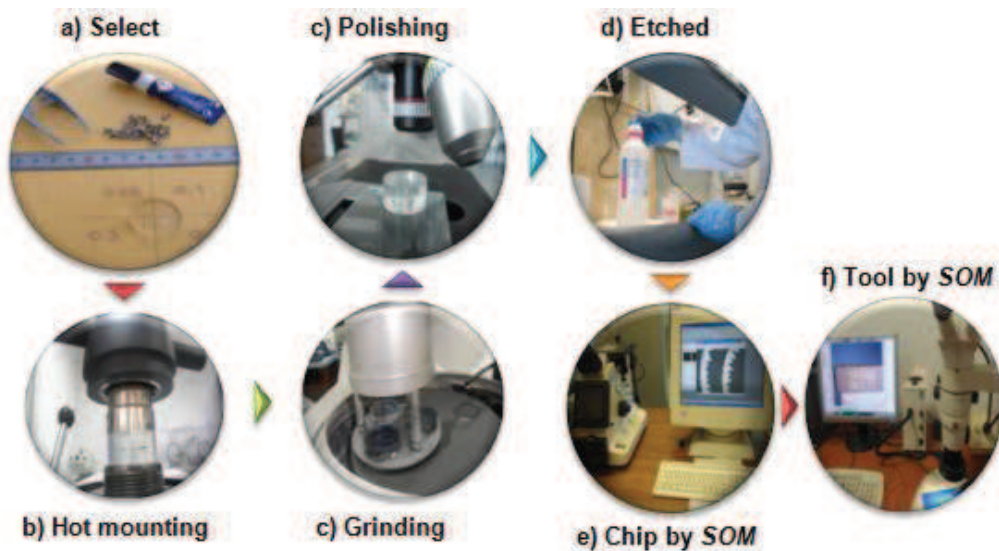 a) Select
c) Polishing
d) Etched
f) Tool by SOM
b) Hot mounting
c) Grinding
e) Chip by SOM